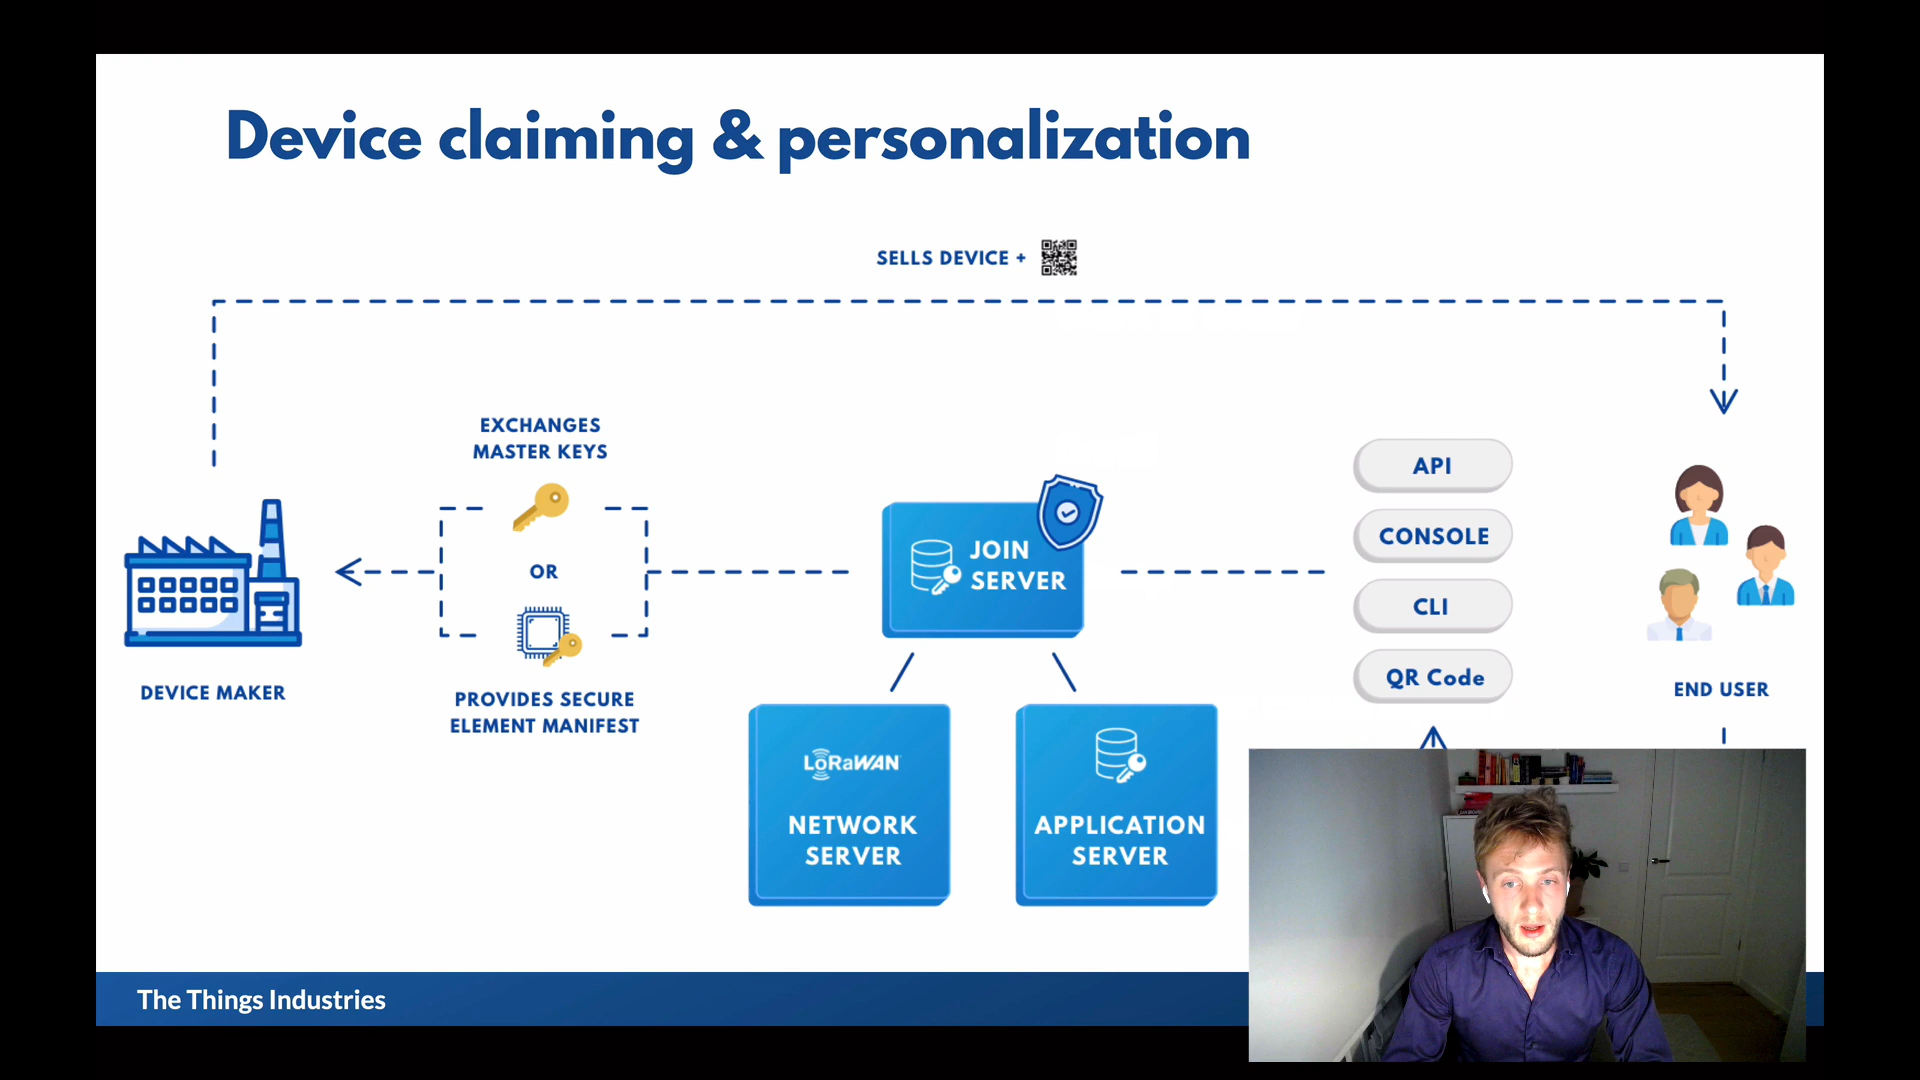 Device claiming & personalization
SELLS DEVICE +
EXCHANGES
MASTER KEYS
OR
PROVIDES SECURE
ELEMENT MANIFEST
DEVICE MAKER
JOIN
SERVER
LoRaWAN
NETWORK
SERVER
APPLICATION
SERVER
API
CONSOLE
CLI
QR Code
END USER
The Things Industries